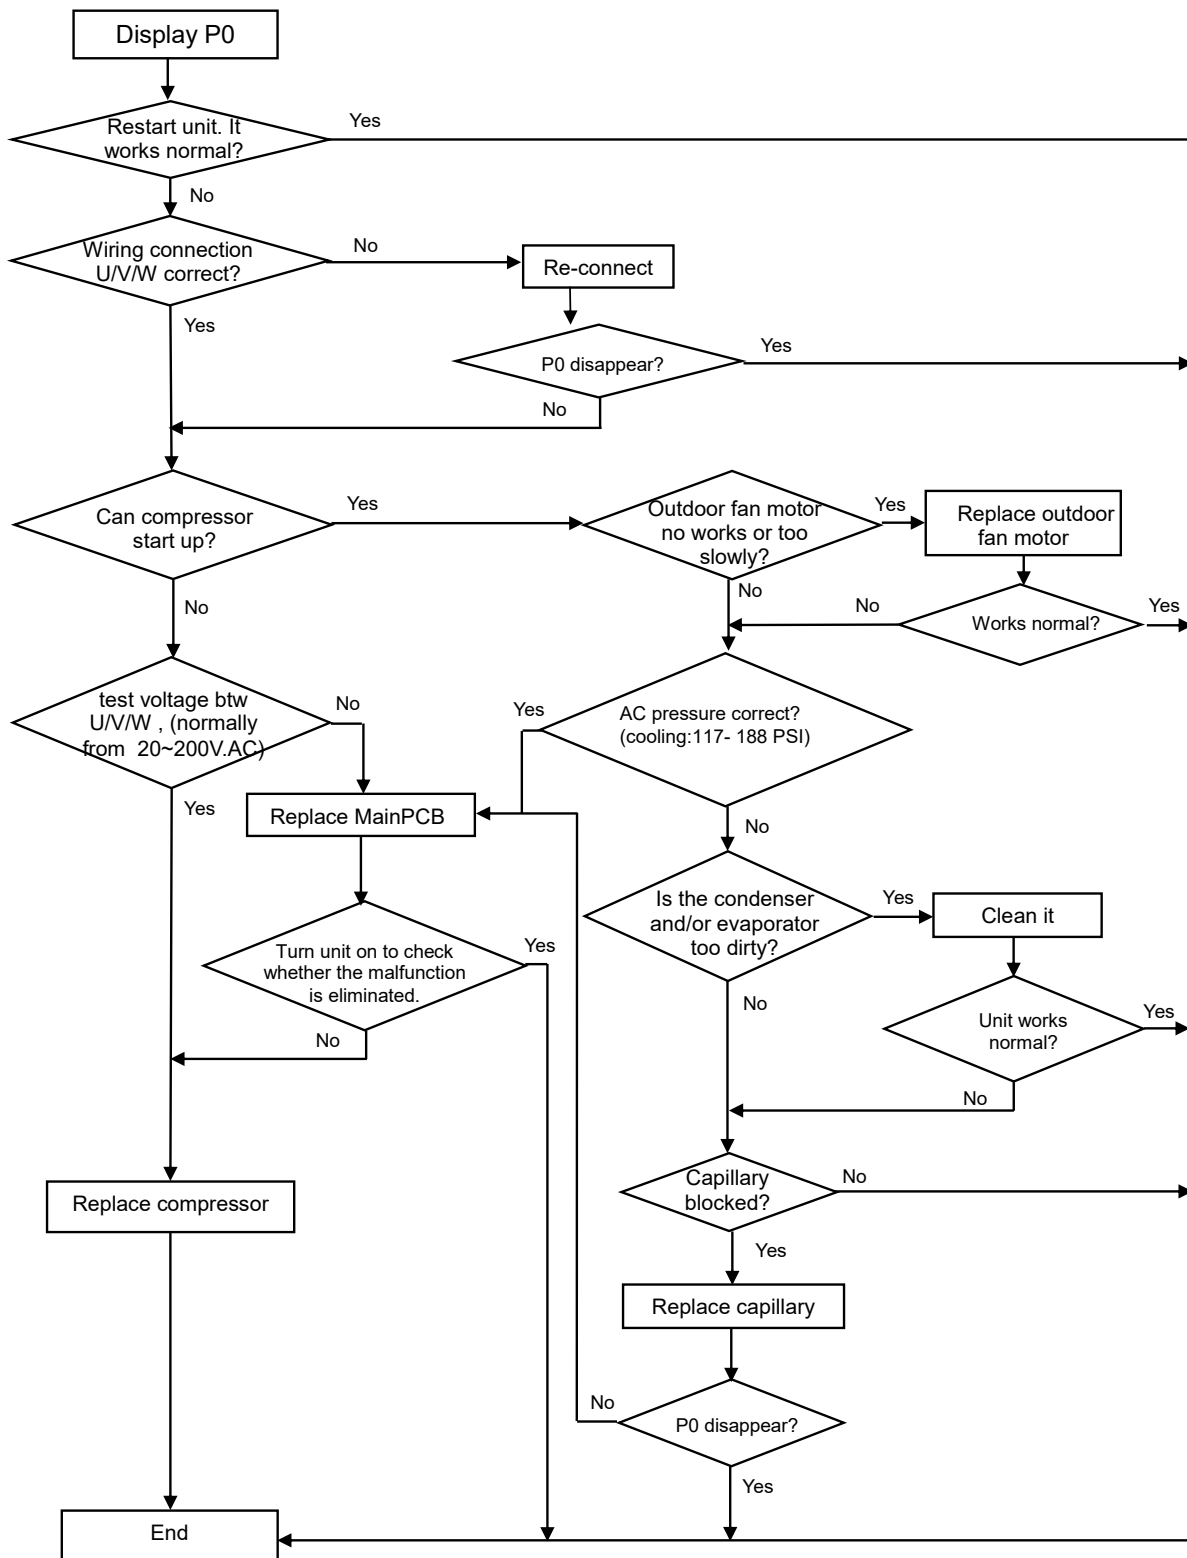 Display P0
Restart unit. It
works normal?
Yes
No
Wiring connection
U/V/W correct?
No
Re-connect
Yes
P0 disappear?
Yes
No
Can compressor
start up?
Yes
Outdoor fan motor
no works or too
slowly?
Yes
Replace outdoor
fan motor
No
No
No
Works normal?
Yes
test voltage btw
U/V/W , (normally
from 20~200V.AC)
No
Yes
AC pressure correct?
(cooling:117- 188 PSI)
Yes
Replace MainPCB
No
Is the condenser
and/or evaporator
too dirty?
Yes
Clean it
Turn unit on to check
whether the malfunction
is eliminated.
Yes
No
No
Unit works
normal?
Yes
No
Capillary
blocked?
No
Replace compressor
Yes
Replace capillary
No
P0 disappear?
Yes
End